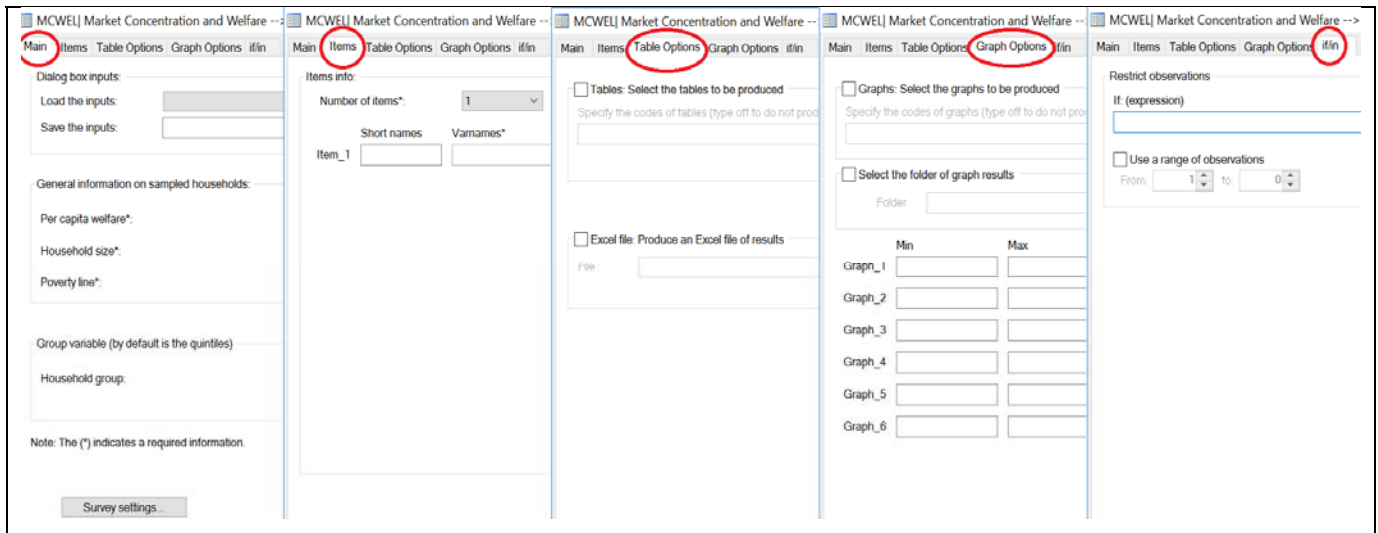 MCWEL| Market Concentration and Welfare -->
Main Items Table Options Graph Options if/in
Dialog box inputs:
Load the inputs:
Save the inputs:
General information on sampled households:
Per capita welfare*:
Household size*:
Poverty line*:
Group variable (by default is the quintiles)
Household group:
Note: The (*) indicates a required information.
Survey settings...
MCWEL| Market Concentration and Welfare --
Main Items Table Options Graph Options if/in
Items info:
Number of items*: 1
Short names Varnames*
Item_1
MCWEL| Market Concentration and Welfare --
Main Items Table Options Graph Options if/in
Tables: Select the tables to be produced
Specify the codes of tables (type off to do not prod
Excel file: Produce an Excel file of results
File :
MCWEL| Market Concentration and Welfare --
Main Items Table Options Graph Options if/in
Graphs: Select the graphs to be produced
Specify the codes of graphs (type off to do not pro
Select the folder of graph results
Folder
Min Max
Graph_1
Graph_2
Graph_3
Graph_4
Graph_5
Graph_6
MCWEL| Market Concentration and Welfare -->
Main Items Table Options Graph Options if/in
Restrict observations
If: (expression)
Use a range of observations
From: 1 to: 0